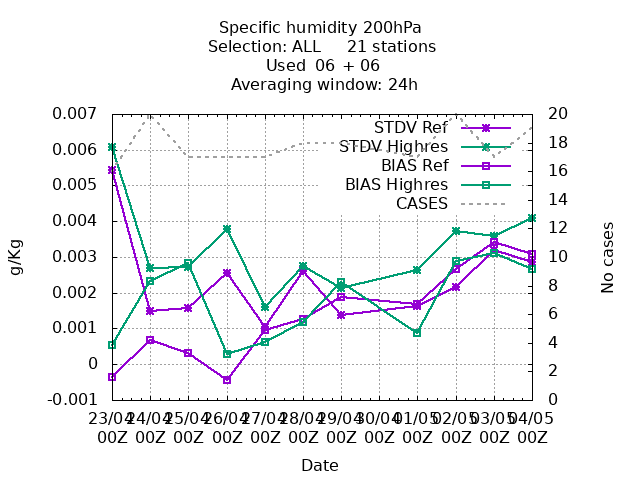 Specific humidity 200hPa
Selection: ALL 21 stations
Used 06 + 06
Averaging window: 24h
0.007
0.006
0.005
0.004
0.003
0.002
0.001
0
-0.001
g/Kg
STDV Ref
STDV Highres
BIAS Ref
BIAS Highres
CASES
20
18
16
14
12
10
8
6
4
2
0
No cases
23/04 24/04 25/04 26/04 27/04 28/04 29/04 30/04 01/05 02/05 03/05 04/05
00Z 00Z 00Z 00Z 00Z 00Z 00Z 00Z 00Z 00Z 00Z 00Z
Date